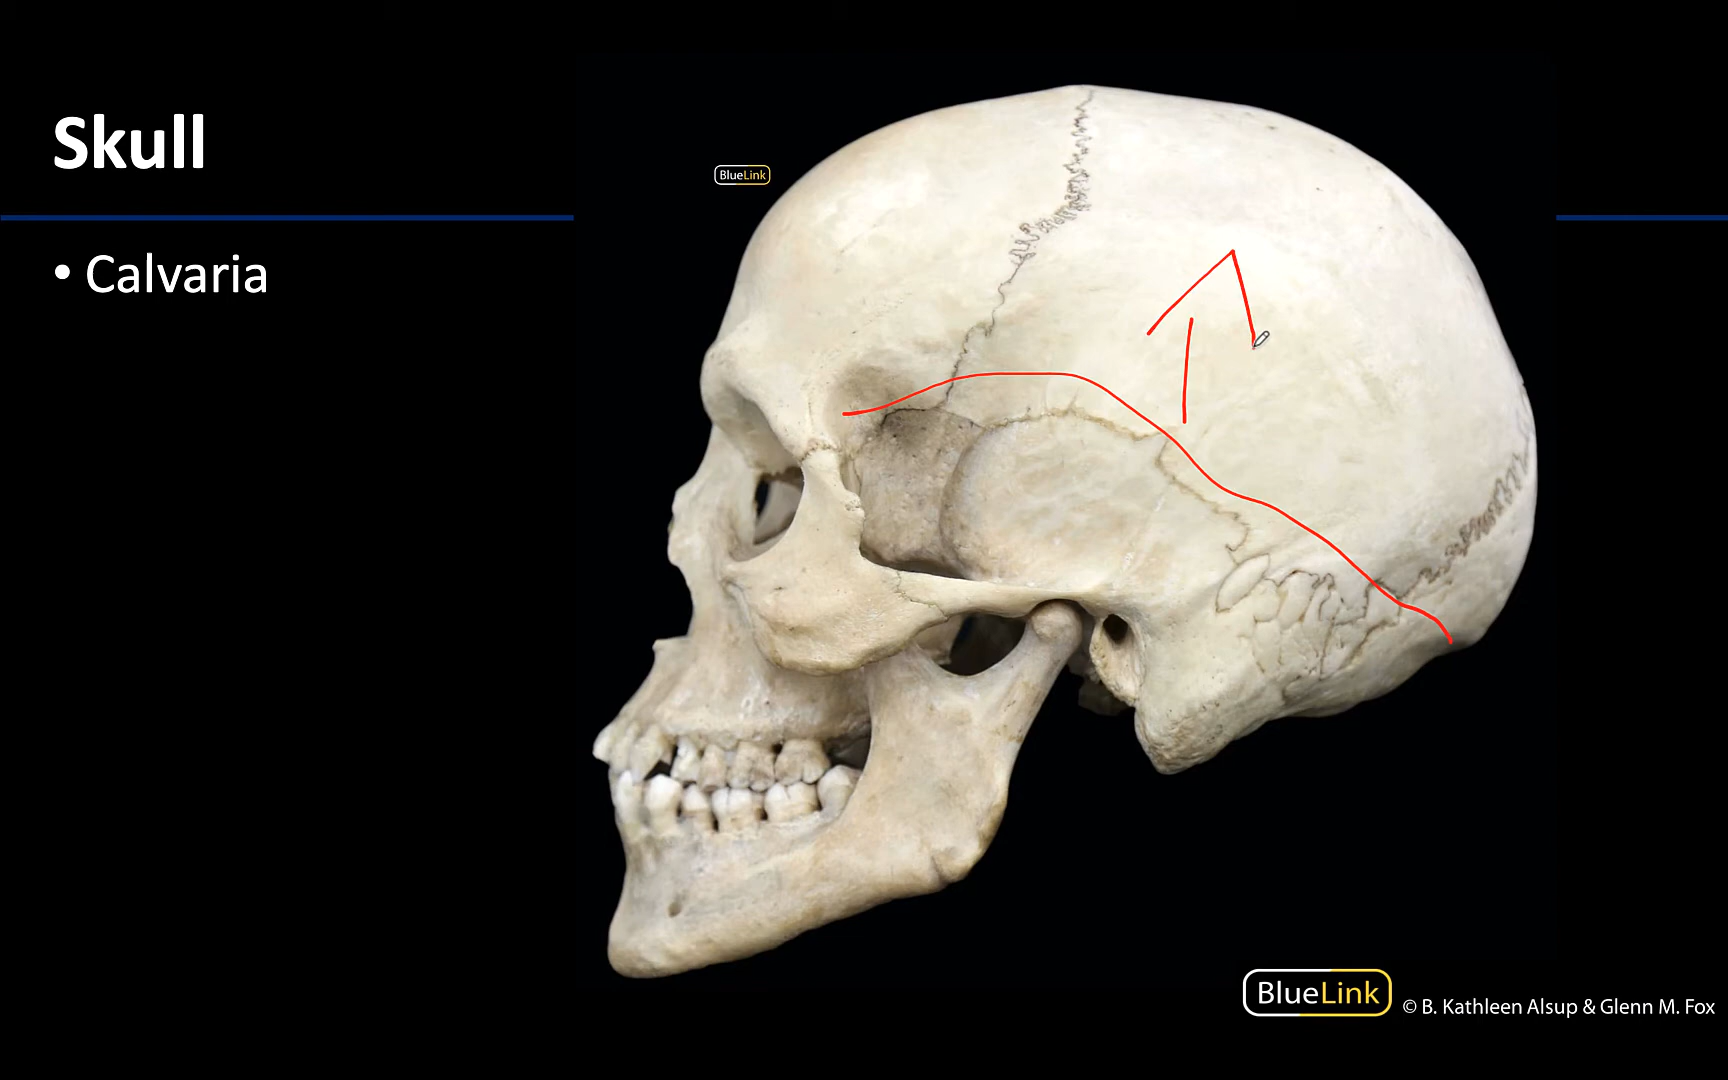 Skull
BlueLink
• Calvaria
BlueLink
© B. Kathleen Alsup & Glenn M. Fox